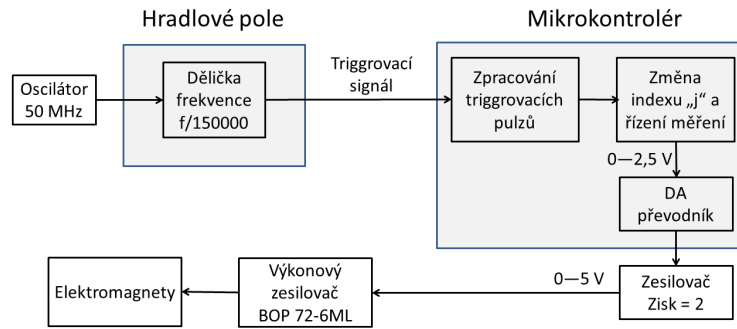 Hradlové pole
Mikrokontrolér
Oscilátor
50 MHz
Dělička
frekvence
f/150000
Triggrovací
signál
Zpracování
triggrovacích
pulzů
Změna
indexu „j“ a
řízení měření
0—2,5 V
DA
převodník
Elektromagnety
Výkonový
zesilovač
BOP 72-6ML
0—5 V
Zesilovač
Zisk = 2